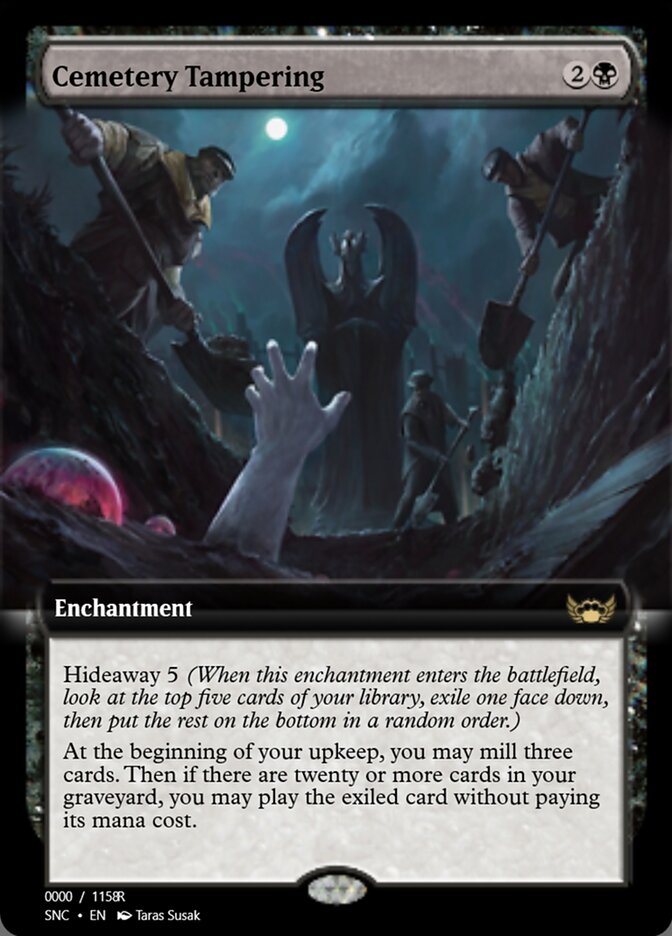 Cemetery Tampering 2
Enchantment
Hideaway 5 (When this enchantment enters the battlefield,
look at the top five cards of your library, exile one face down,
then put the rest on the bottom in a random order.)
At the beginning of your upkeep, you may mill three
cards. Then if there are twenty or more cards in your
graveyard, you may play the exiled card without paying
its mana cost.
0000 / 1158R
SNC • EN Taras Susak